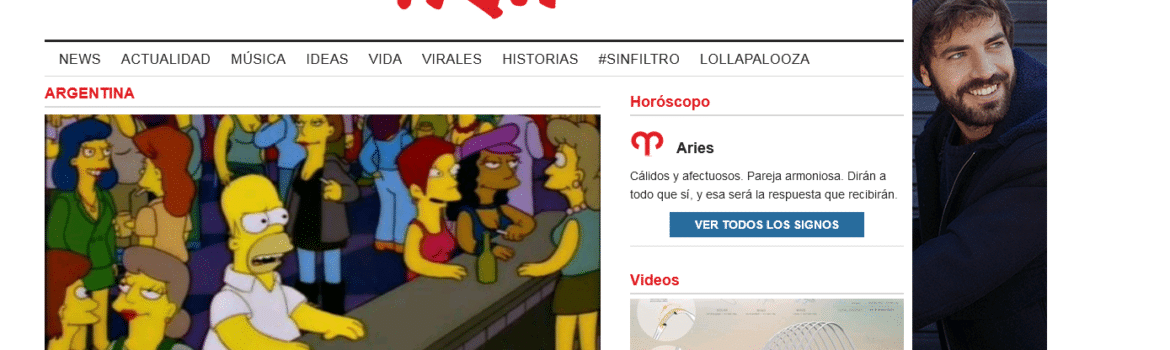 NEWS ACTUALIDAD MÚSICA IDEAS VIDA VIRALES HISTORIAS #SINFILTRO LOLLAPALOOZA
ARGENTINA
Horóscopo
Aries
Cálidos y afectuosos. Pareja armoniosa. Dirán a
todo que sí, y esa será la respuesta que recibirán.
VER TODOS LOS SIGNOS
Videos